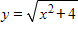 y = √(x² + 4)